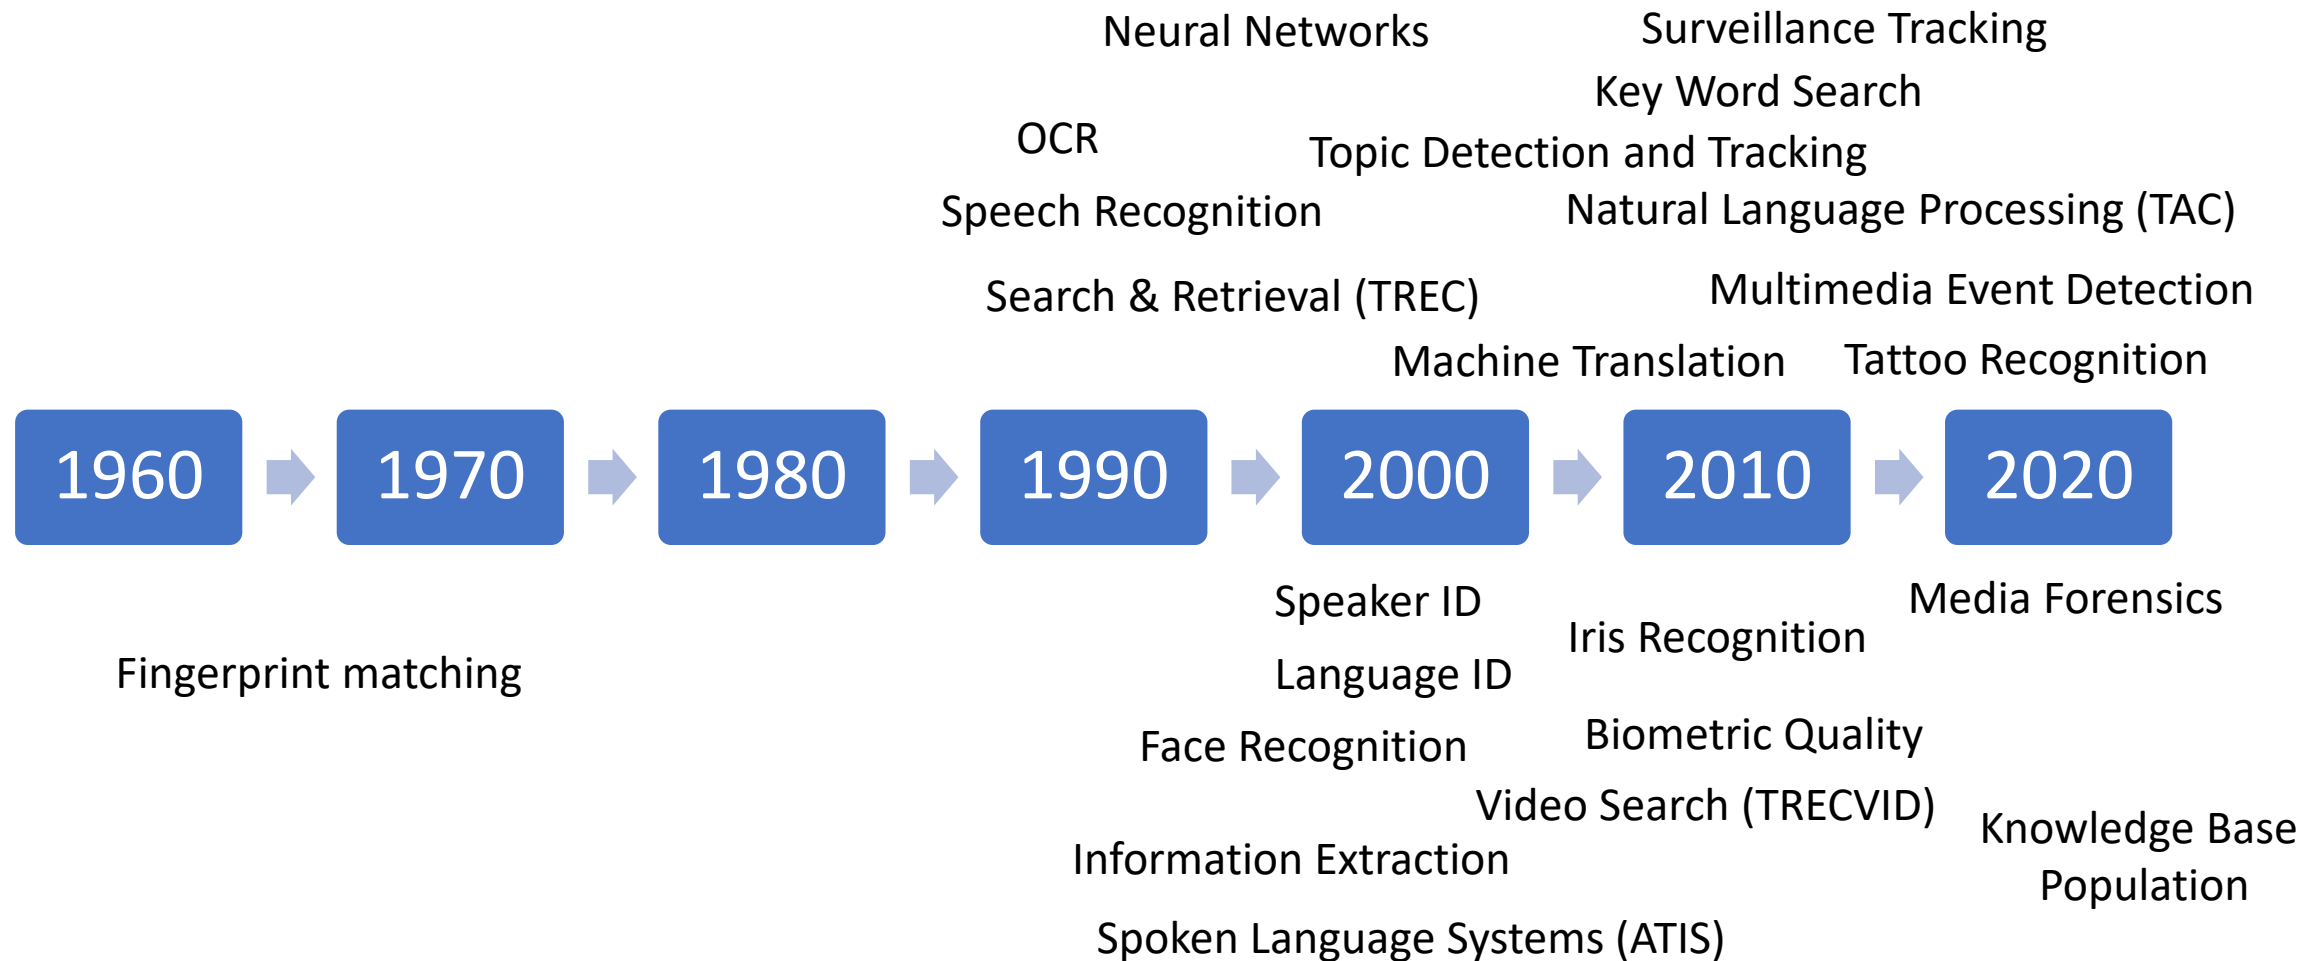 Neural Networks
Surveillance Tracking
Key Word Search
OCR
Topic Detection and Tracking
Speech Recognition
Natural Language Processing (TAC)
Search & Retrieval (TREC)
Multimedia Event Detection
Machine Translation
Tattoo Recognition
1960
1970
1980
1990
2000
2010
2020
Speaker ID
Media Forensics
Iris Recognition
Fingerprint matching
Language ID
Face Recognition
Biometric Quality
Video Search (TRECVID)
Knowledge Base
Population
Information Extraction
Spoken Language Systems (ATIS)